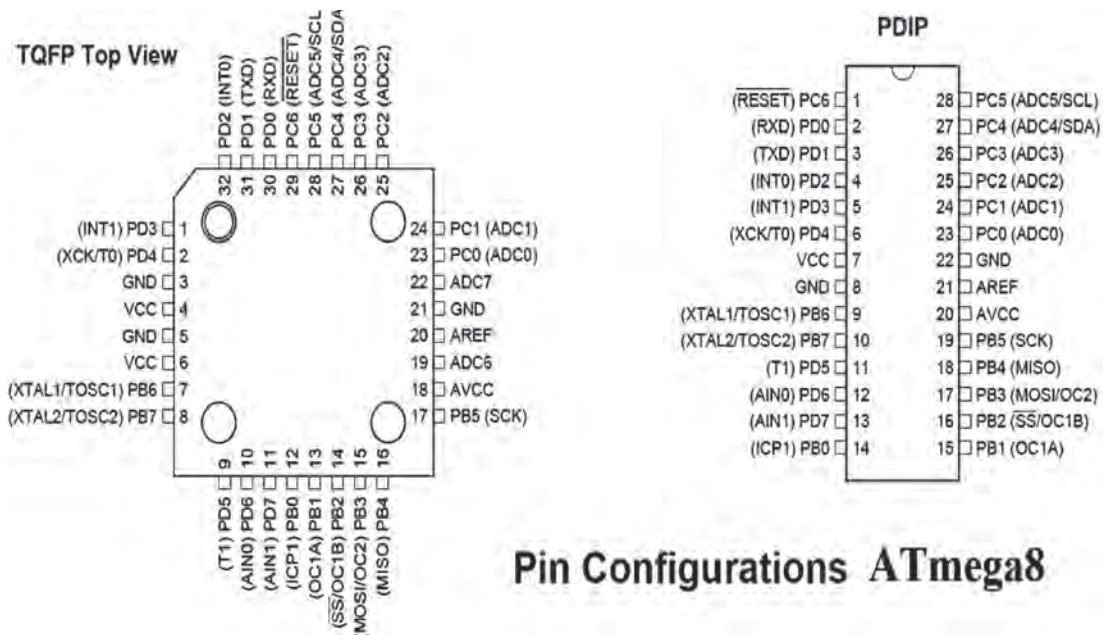 TQFP Top View
PD2 (INT0)
PD1 (TXD)
PD0 (RXD)
PC6 (RESET)
PC5 (ADC5/SCL
PC4 (ADC4/SDA
PC3 (ADC3)
PC2 (ADC2)
32 31 30 29 28 27 26 25
(INT1) PD3 1
(XCK/T0) PD4 2
GND 3
VCC 4
GND 5
VCC 6
(XTAL1/TOSC1) PB6 7
(XTAL2/TOSC2) PB7 8
24 PC1 (ADC1)
23 PC0 (ADC0)
22 ADC7
21 GND
20 AREF
19 ADC6
18 AVCC
17 PB5 (SCK)
9 10 11 12 13 14 15 16
(T1) PD5
(AIN0) PD6
(AIN1) PD7
(ICP1) PB0
(OC1A) PB1
(SS/OC1B) PB2
MOSI/OC2) PB3
(MISO) PB4
PDIP
(RESET) PC6 1 28 PC5 (ADC5/SCL)
(RXD) PD0 2 27 PC4 (ADC4/SDA)
(TXD) PD1 3 26 PC3 (ADC3)
(INT0) PD2 4 25 PC2 (ADC2)
(INT1) PD3 5 24 PC1 (ADC1)
(XCK/T0) PD4 6 23 PC0 (ADC0)
VCC 7 22 GND
GND 8 21 AREF
(XTAL1/TOSC1) PB6 9 20 AVCC
(XTAL2/TOSC2) PB7 10 19 PB5 (SCK)
(T1) PD5 11 18 PB4 (MISO)
(AIN0) PD6 12 17 PB3 (MOSI/OC2)
(AIN1) PD7 13 16 PB2 (SS/OC1B)
(ICP1) PB0 14 15 PB1 (OC1A)
Pin Configurations ATmega8